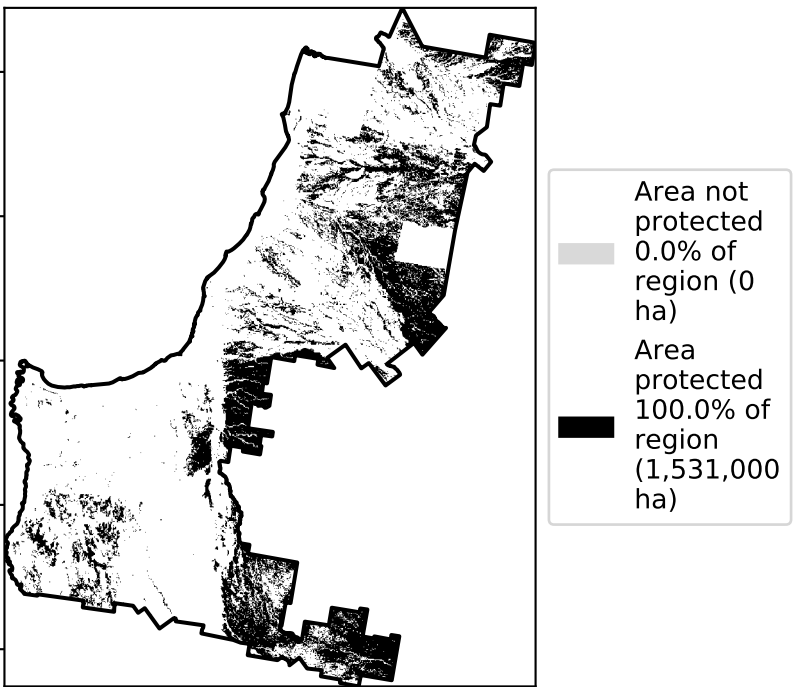 Area not
protected
0.0% of
region (0
ha)
Area
protected
100.0% of
region
(1,531,000
ha)